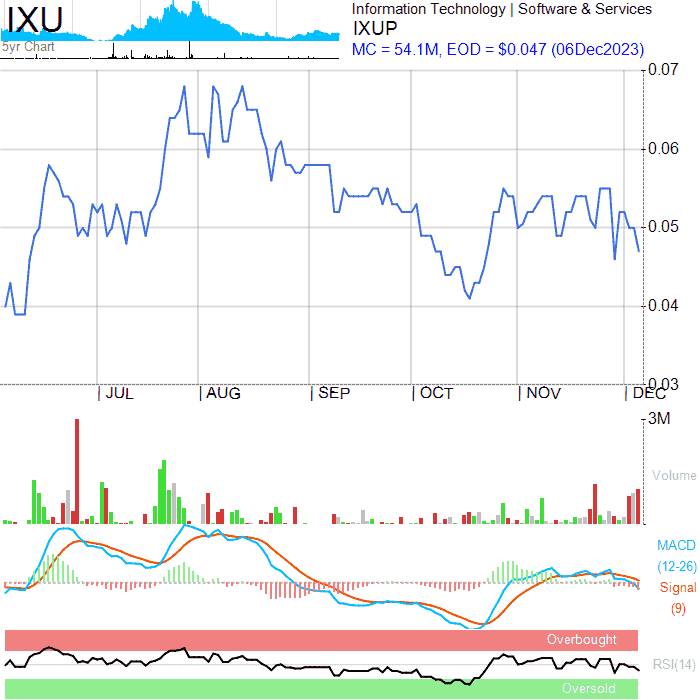 IXU
5yr Chart
Information Technology | Software & Services
IXUP
MC = 54.1M, EOD = $0.047 (06Dec2023)
0.07
0.06
0.05
0.04
0.03
| JUL | AUG | SEP | OCT | NOV | DEC
3M
Volume
MACD
(12-26)
Signal
(9)
Overbought
RSI(14)
Oversold